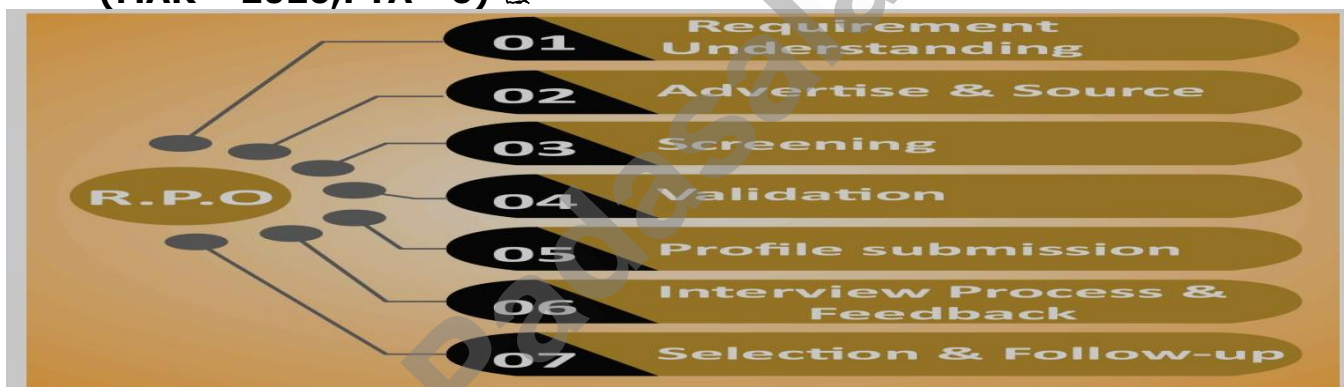 01 Requirement
Understanding
02 Advertise & Source
03 Screening
R.P.O
04 Validation
05 Profile submission
06 Interview Process &
Feedback
07 Selection & Follow-up
Padasala